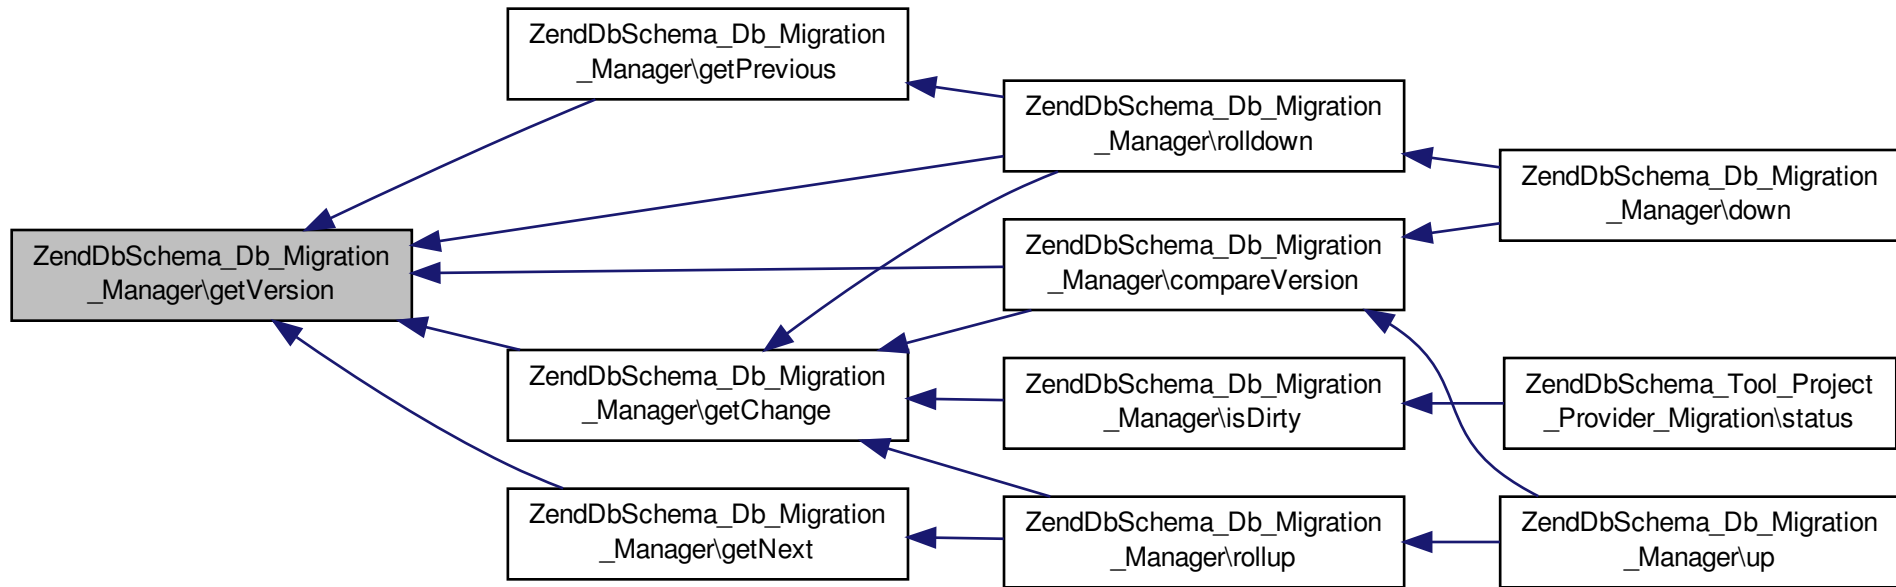 ZendDbSchema_Db_Migration
_Manager\getVersion
ZendDbSchema_Db_Migration
_Manager\getPrevious
ZendDbSchema_Db_Migration
_Manager\getChange
ZendDbSchema_Db_Migration
_Manager\getNext
ZendDbSchema_Db_Migration
_Manager\rolldown
ZendDbSchema_Db_Migration
_Manager\compareVersion
ZendDbSchema_Db_Migration
_Manager\isDirty
ZendDbSchema_Db_Migration
_Manager\rollup
ZendDbSchema_Db_Migration
_Manager\down
ZendDbSchema_Tool_Project
_Provider_Migration\status
ZendDbSchema_Db_Migration
_Manager\up